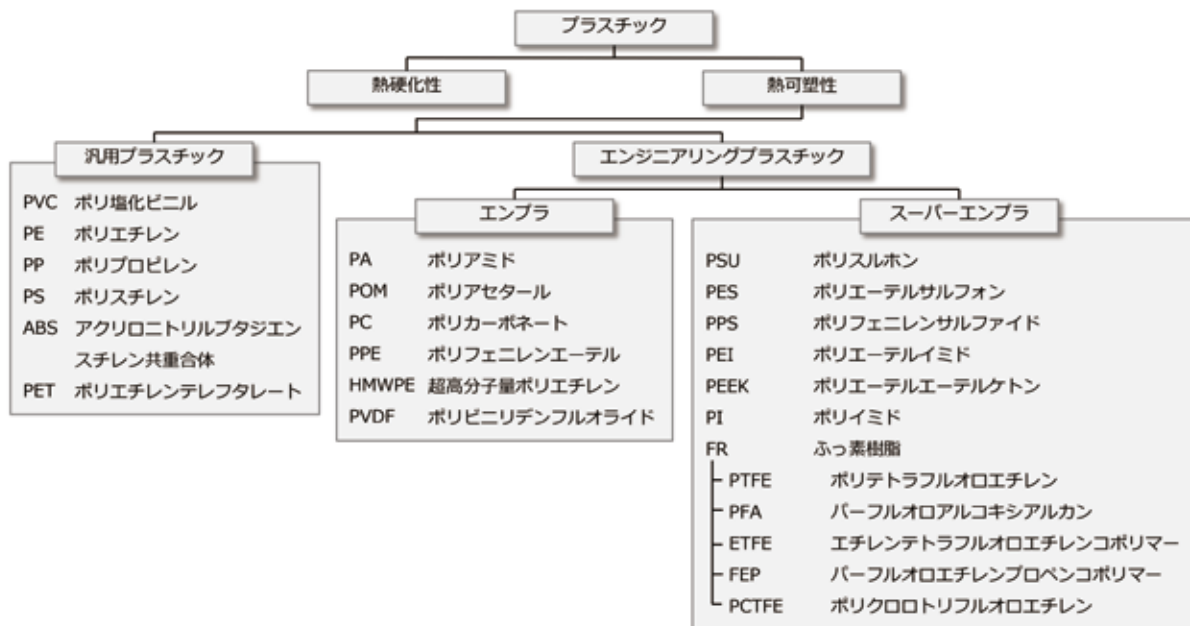 プラスチック
熱硬化性
熱可塑性
汎用プラスチック
エンジニアリングプラスチック
PVC ポリ塩化ビニル
PE ポリエチレン
PP ポリプロピレン
PS ポリスチレン
ABS アクリロニトリルブタジエン
スチレン共重合体
PET ポリエチレンテレフタレート
エンプラ
PA ポリアミド
POM ポリアセタール
PC ポリカーボネート
PPE ポリフェニレンエーテル
HMWPE 超高分子量ポリエチレン
PVDF ポリビニリデンフルオライド
スーパーエンプラ
PSU ポリスルホン
PES ポリエーテルサルフォン
PPS ポリフェニレンサルファイド
PEI ポリエーテルイミド
PEEK ポリエーテルエーテルケトン
PI ポリイミド
FR ふっ素樹脂
PTFE ポリテトラフルオロエチレン
PFA パーフルオロアルコキシアルカン
ETFE エチレンテトラフルオロエチレンコポリマー
FEP パーフルオロエチレンプロペンコポリマー
PCTFE ポリクロロトリフルオロエチレン